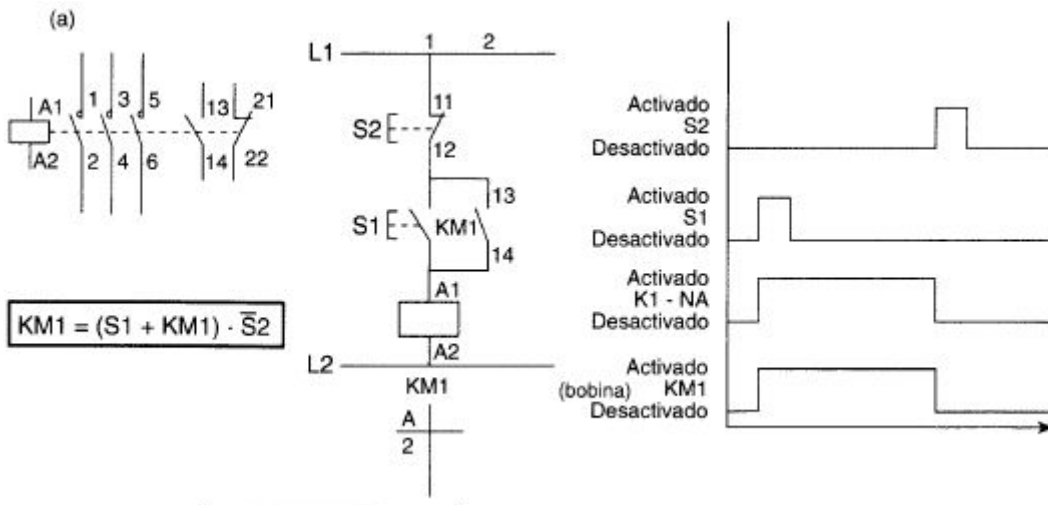 (a)
A1
1
3
5
13
21
A2
2
4
6
14
22
KM1 = (S1 + KM1) · S̅2
1
2
L1
11
S2
12
13
S1
KM1
14
A1
A2
L2
KM1
A
2
Activado
S2
Desactivado
Activado
S1
Desactivado
Activado
K1 - NA
Desactivado
Activado
(bobina) KM1
Desactivado